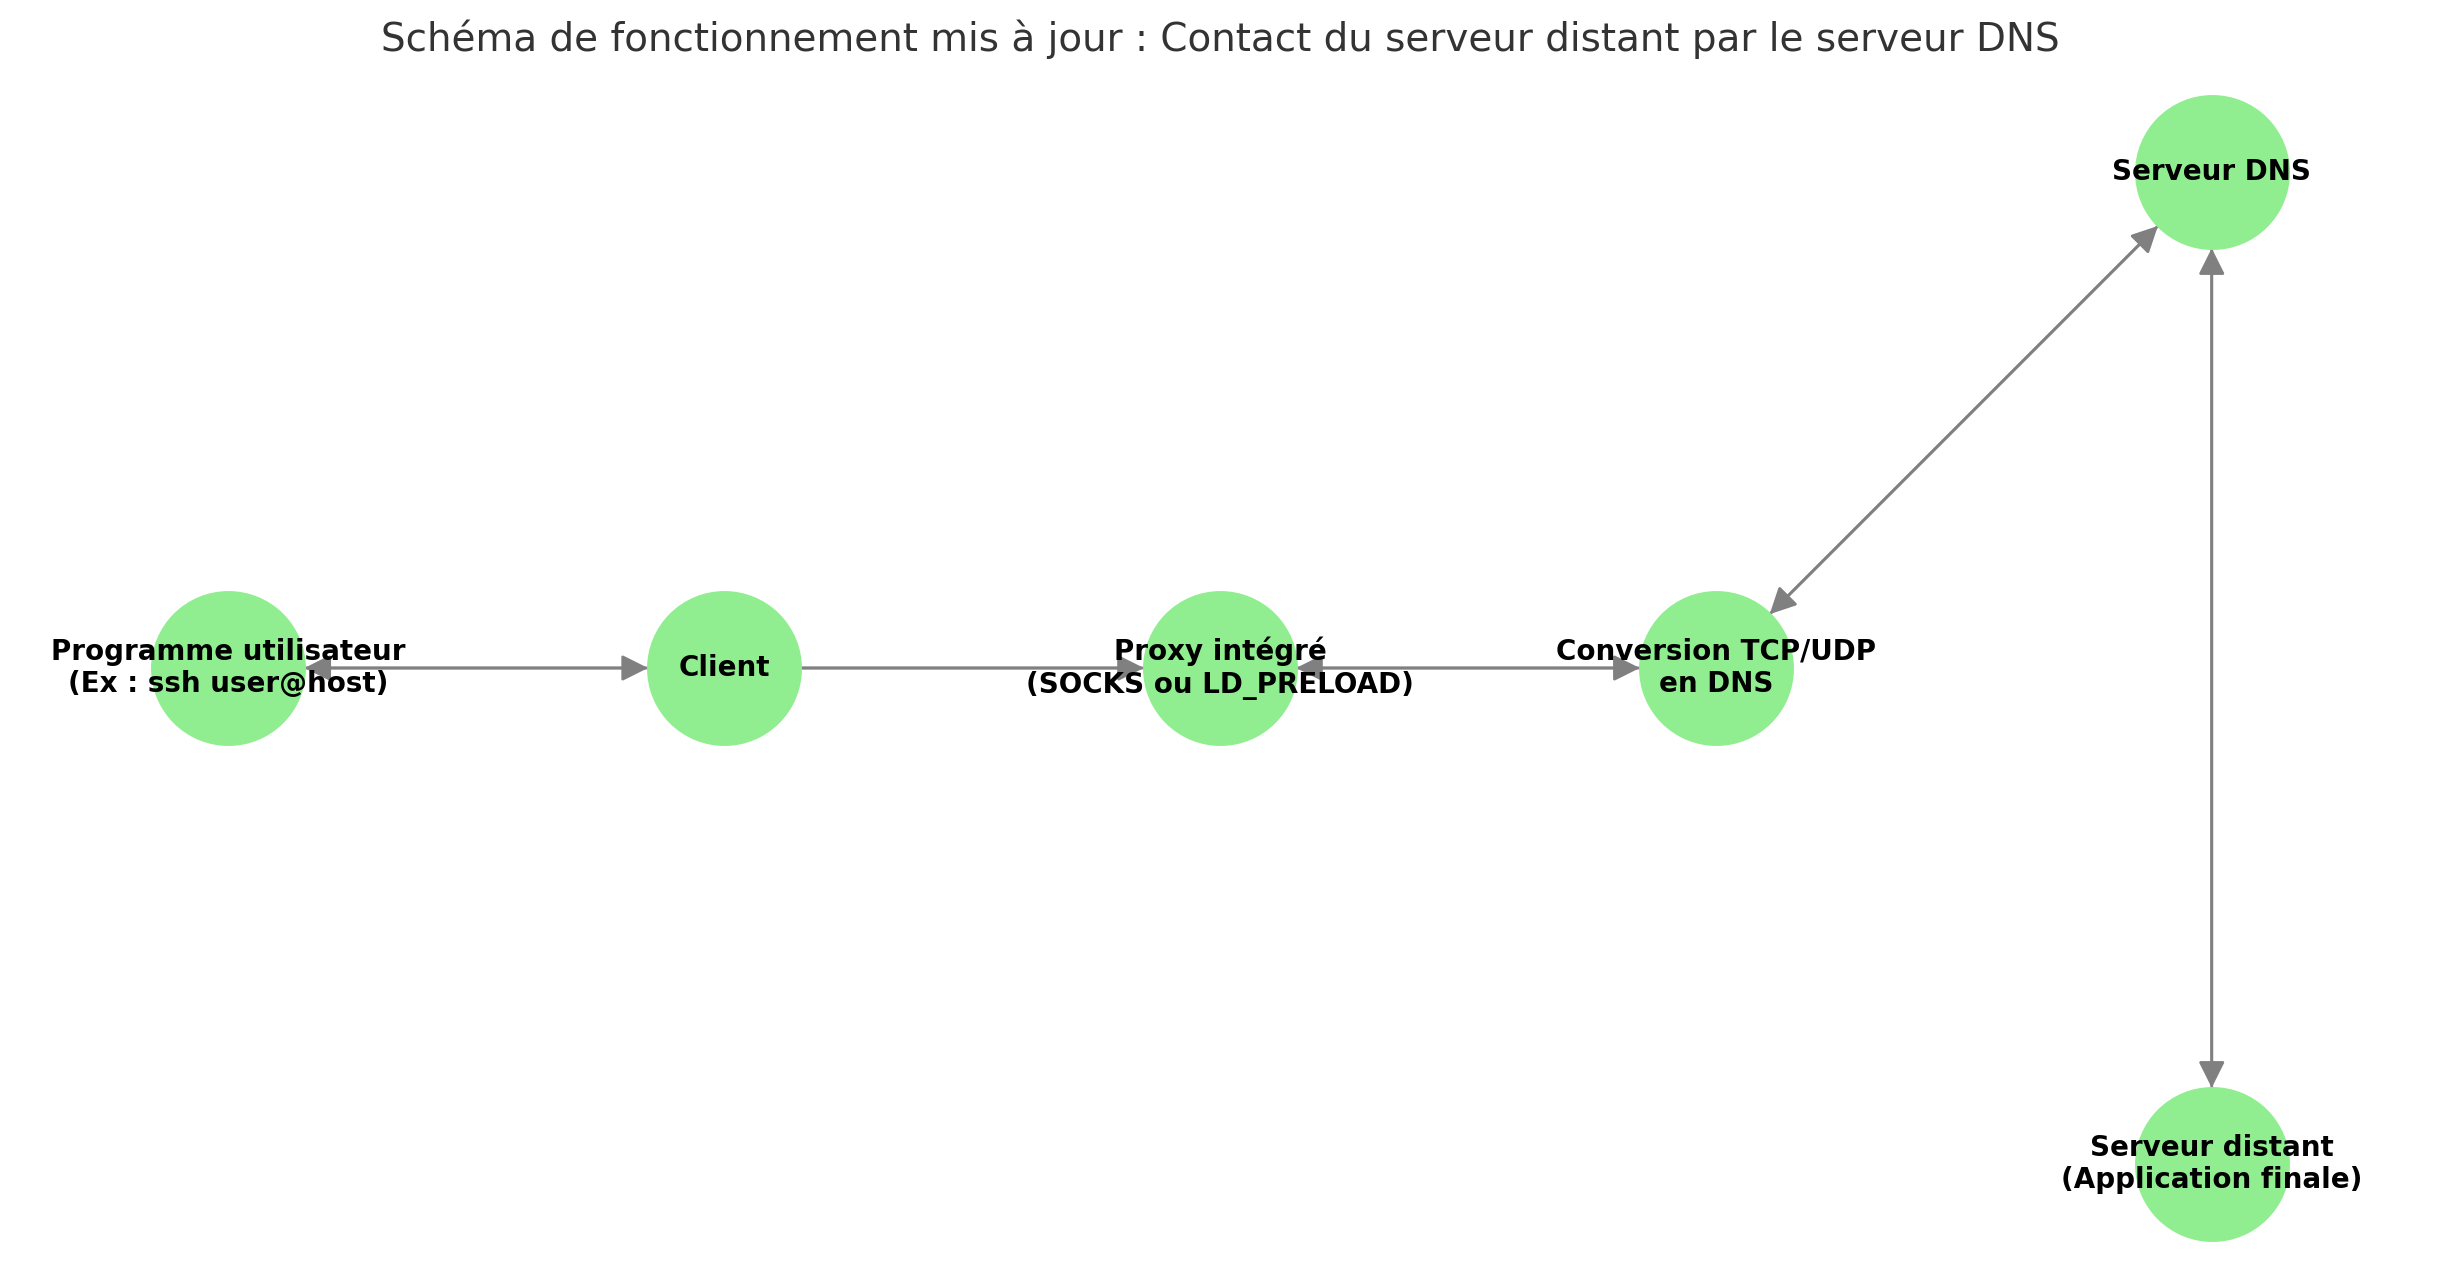 Schéma de fonctionnement mis à jour : Contact du serveur distant par le serveur DNS
Serveur DNS
Programme utilisateur
(Ex : ssh user@host)
Client
Proxy intégré
(SOCKS ou LD_PRELOAD)
Conversion TCP/UDP
en DNS
Serveur distant
(Application finale)